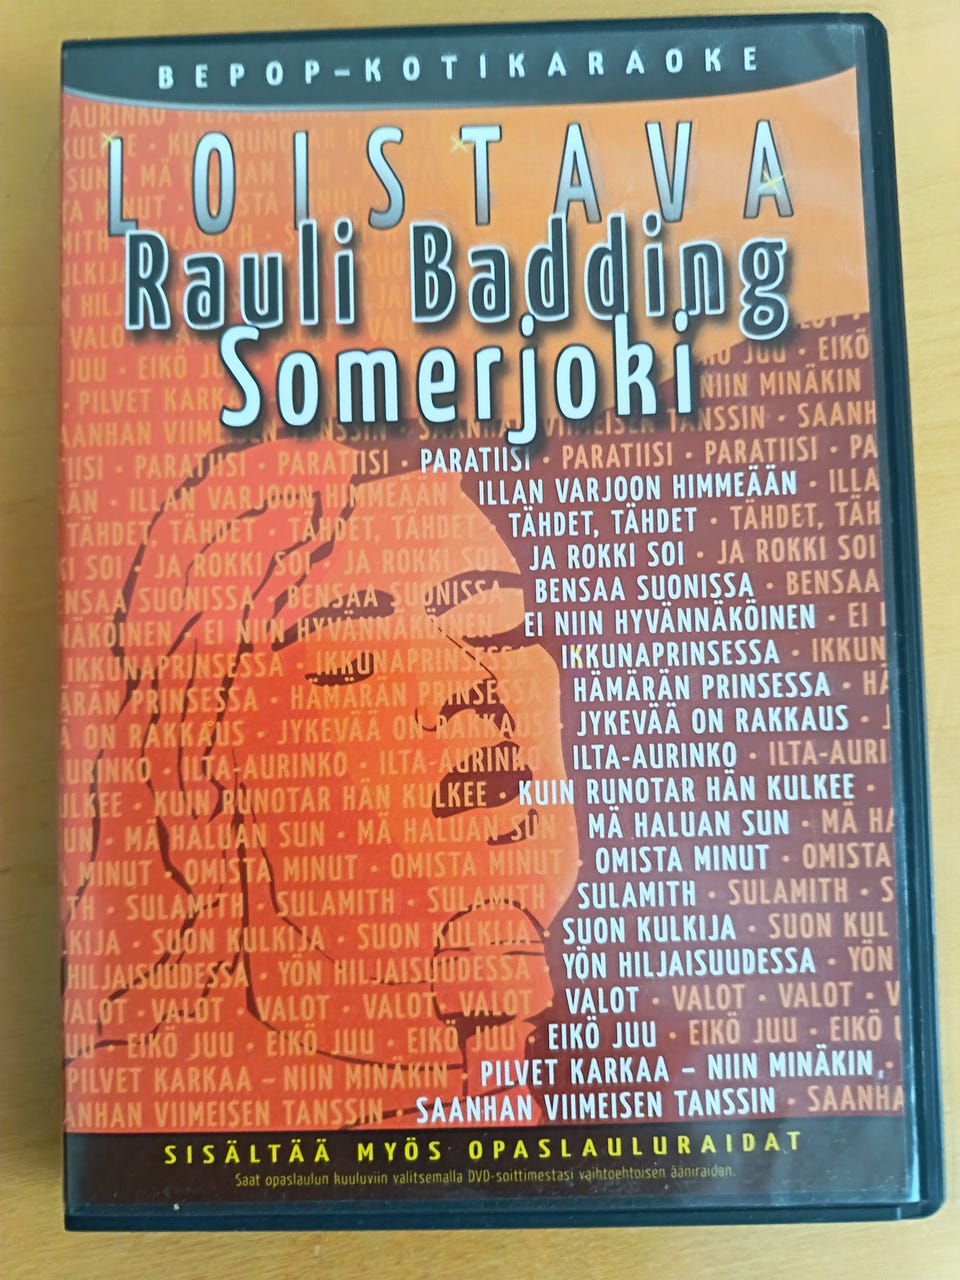 BEPOP-KOTIKARAOKE
LOISTAVA
Rauli Badding
Somerjoki
PARATIISI
ILLAN VARJOON HIMMEÄÄN
TÄHDET, TÄHDET
JA ROKKI SOI
BENSAA SUONISSA
EI NIIN HYVÄNNÄKÖINEN
IKKUNAPRINSESSA
HÄMÄRÄN PRINSESSA
JYKEVÄÄ ON RAKKAUS
ILTA-AURINKO
KUIN RUNOTAR HÄN KULKEE
MÄ HALUAN SUN
OMISTA MINUT
SULAMITH
SUON KULKIJA
YÖN HILJAISUUDESSA
VALOT
EIKÖ JUU
PILVET KARKAA – NIIN MINÄKIN
SAANHAN VIIMEISEN TANSSIN
SISÄLTÄÄ MYÖS OPASLAULURAIDAT
Saat opaslaulun kuuluviin valitsemalla DVD-soittimestasi vaihtoehtoisen ääniraidan.